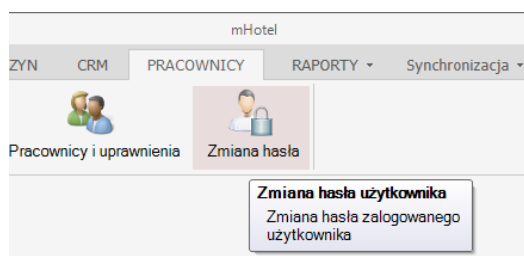 mHotel
ZYN CRM PRACOWNICY RAPORTY Synchronizacja
Pracownicy i uprawnienia Zmiana hasła
Zmiana hasła użytkownika
Zmiana hasła zalogowanego
użytkownika